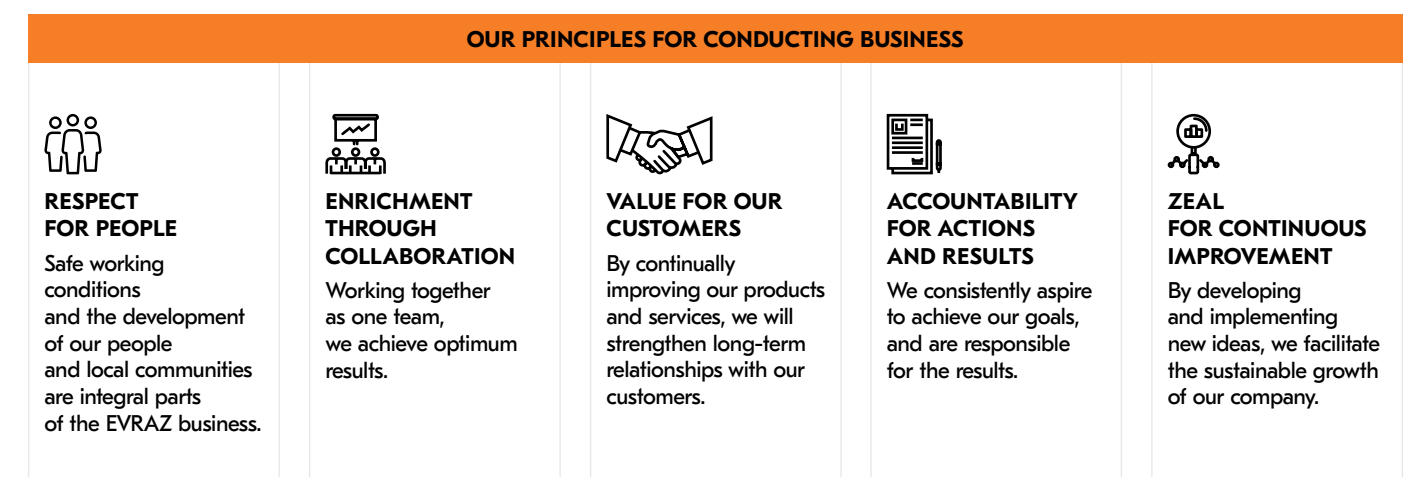 OUR PRINCIPLES FOR CONDUCTING BUSINESS
RESPECT
FOR PEOPLE
Safe working
conditions
and the development
of our people
and local communities
are integral parts
of the EVRAZ business.
ENRICHMENT
THROUGH
COLLABORATION
Working together
as one team,
we achieve optimum
results.
VALUE FOR OUR
CUSTOMERS
By continually
improving our products
and services, we will
strengthen long-term
relationships with our
customers.
ACCOUNTABILITY
FOR ACTIONS
AND RESULTS
We consistently aspire
to achieve our goals,
and are responsible
for the results.
ZEAL
FOR CONTINUOUS
IMPROVEMENT
By developing
and implementing
new ideas, we facilitate
the sustainable growth
of our company.